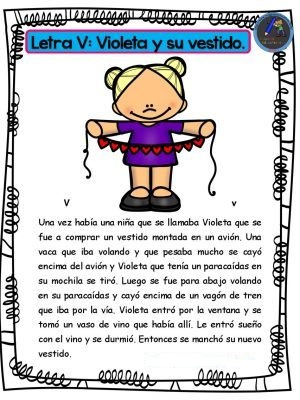 Letra V: Violeta y su vestido.
V
v
Una vez había una niña que se llamaba Violeta que se
fue a comprar un vestido montada en un avión. Una
vaca que iba volando y que pesaba mucho se cayó
encima del avión y Violeta que tenía un paracaídas en
su mochila se tiró. Luego se fue para abajo volando
en su paracaídas y cayó encima de un vagón de tren
que iba por la vía. Violeta entró por la ventana y se
tomó un vaso de vino que había allí. Le entró sueño
con el vino y se durmió. Entonces se manchó su nuevo
vestido.